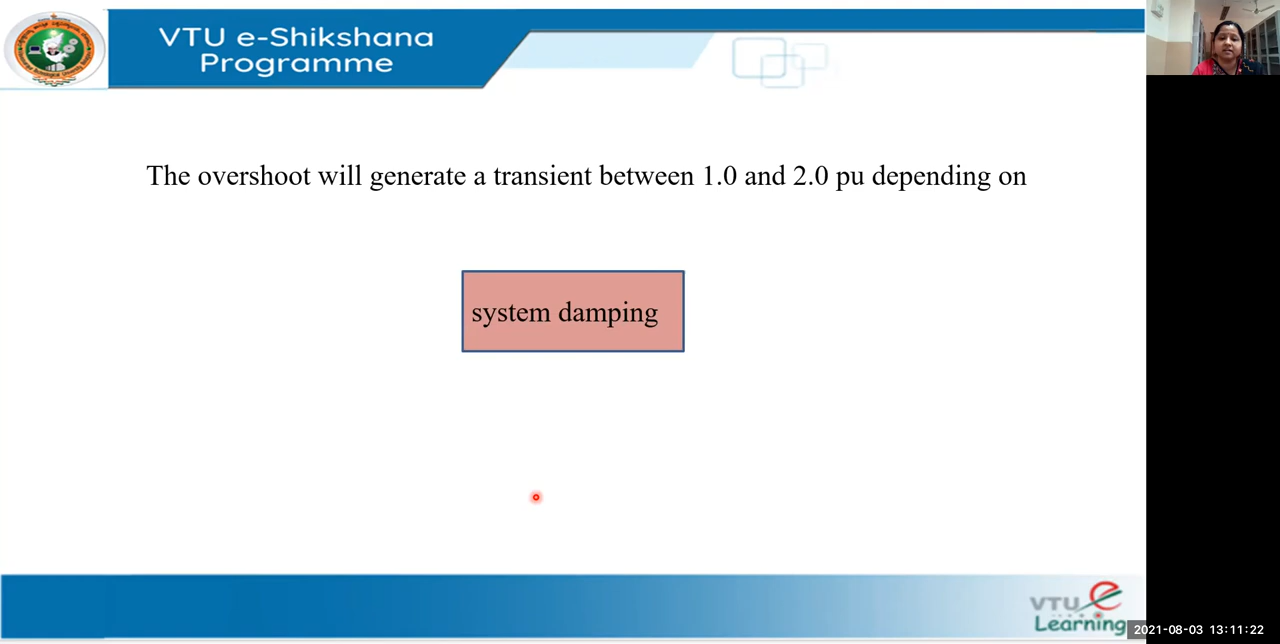 VTU e-Shikshana
Programme
The overshoot will generate a transient between 1.0 and 2.0 pu depending on
system damping
VTU
Learning
2021-08-03 13:11:22